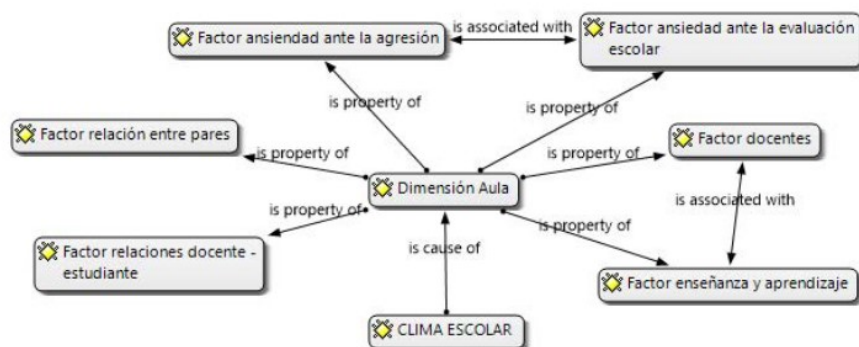 Factor ansiendad ante la agresión
is associated with
Factor ansiedad ante la evaluación
escolar
is property of
is property of
Factor relación entre pares
is property of
Factor docentes
is property of
Dimensión Aula
is associated with
is property of
is property of
Factor relaciones docente -
estudiante
is cause of
Factor enseñanza y aprendizaje
CLIMA ESCOLAR